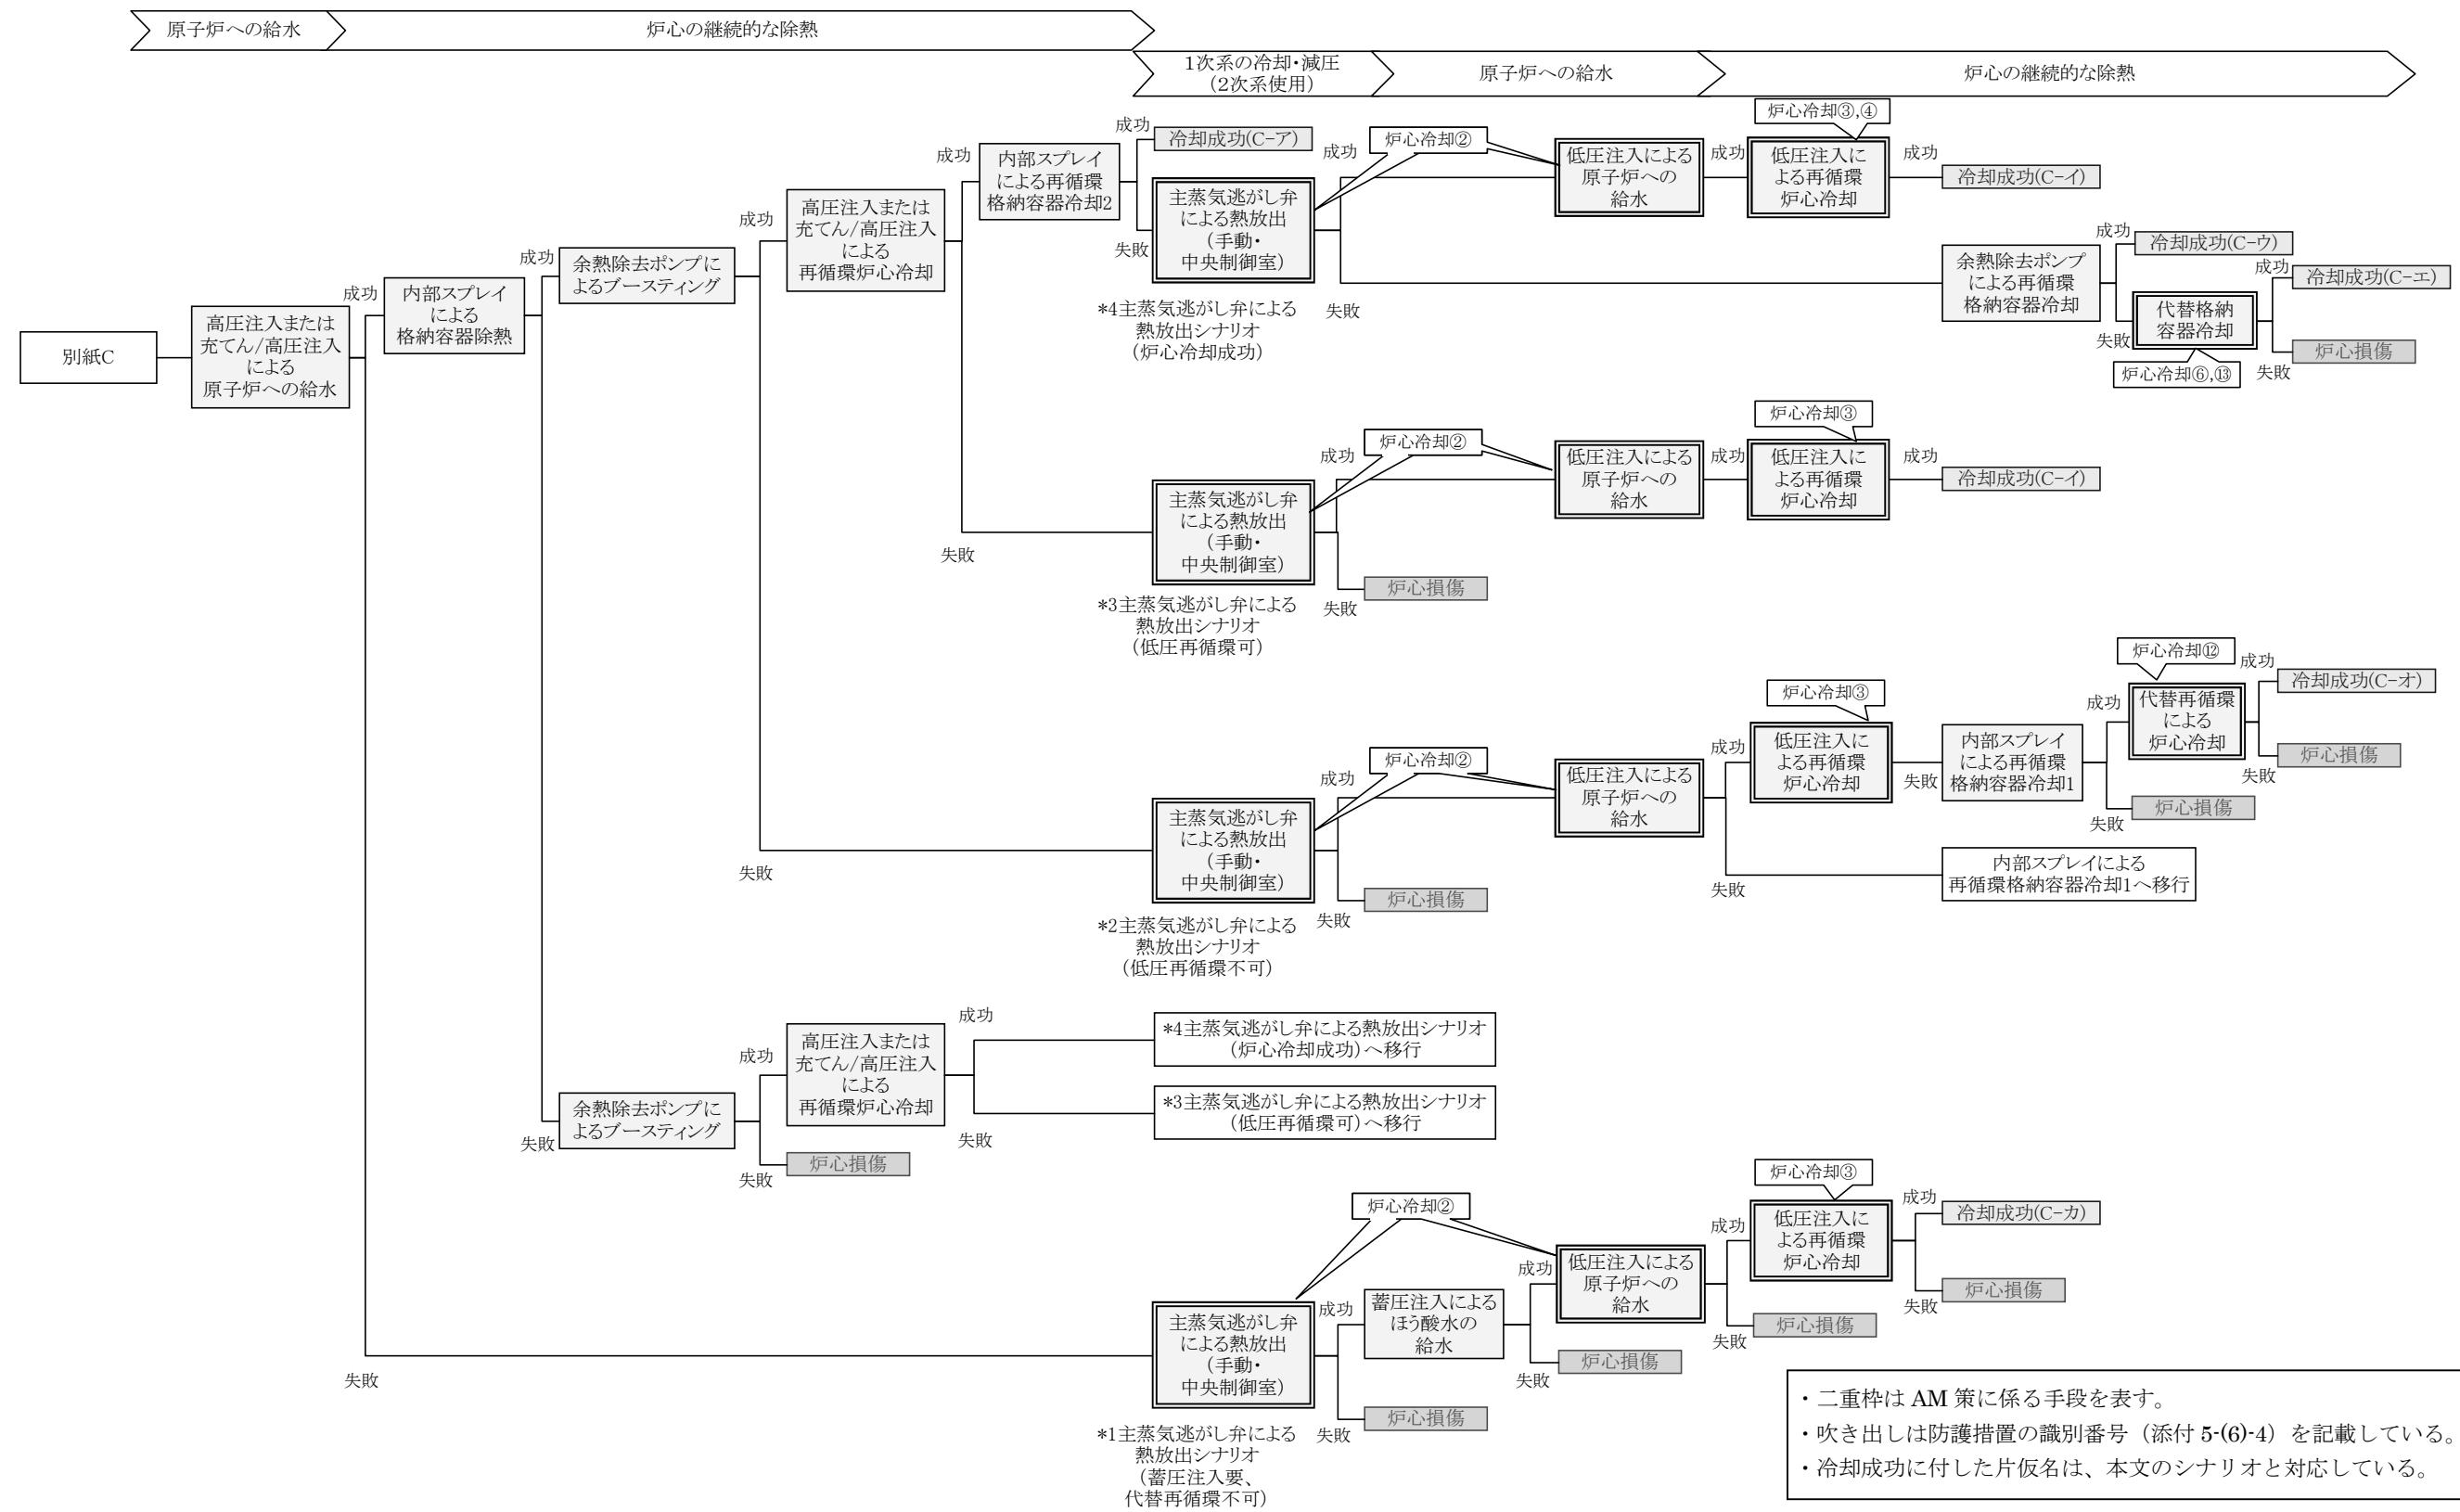 原子炉への給水
炉心の継続的な除熱
1次系の冷却・減圧
(2次系使用)
原子炉への給水
炉心の継続的な除熱
別紙C
高圧注入または
充てん/高圧注入
による
原子炉への給水
成功
失敗
内部スプレイ
による
格納容器除熱
成功
失敗
余熱除去ポンプに
よるブースティング
成功
失敗
高圧注入または
充てん/高圧注入
による
再循環炉心冷却
成功
失敗
内部スプレイ
による再循環
格納容器冷却2
成功
冷却成功(C-ア)
失敗
主蒸気逃がし弁
による熱放出
(手動・
中央制御室)
*4主蒸気逃がし弁による
熱放出シナリオ
(炉心冷却成功)
成功
失敗
炉心冷却②
低圧注入による
原子炉への
給水
成功
炉心冷却③,④
低圧注入に
よる再循環
炉心冷却
成功
冷却成功(C-イ)
余熱除去ポンプ
による再循環
格納容器冷却
成功
冷却成功(C-ウ)
失敗
代替格納
容器冷却
炉心冷却⑥,⑬
成功
冷却成功(C-エ)
失敗
炉心損傷
主蒸気逃がし弁
による熱放出
(手動・
中央制御室)
*3主蒸気逃がし弁による
熱放出シナリオ
(低圧再循環可)
成功
炉心冷却②
失敗
炉心損傷
低圧注入による
原子炉への
給水
成功
炉心冷却③
低圧注入に
よる再循環
炉心冷却
成功
冷却成功(C-イ)
主蒸気逃がし弁
による熱放出
(手動・
中央制御室)
*2主蒸気逃がし弁による
熱放出シナリオ
(低圧再循環不可)
成功
炉心冷却②
失敗
炉心損傷
低圧注入による
原子炉への
給水
成功
失敗
炉心冷却③
低圧注入に
よる再循環
炉心冷却
失敗
内部スプレイ
による再循環
格納容器冷却1
成功
失敗
炉心損傷
炉心冷却⑫
代替再循環
による
炉心冷却
成功
冷却成功(C-オ)
失敗
炉心損傷
内部スプレイによる
再循環格納容器冷却1へ移行
余熱除去ポンプに
よるブースティング
成功
失敗
炉心損傷
高圧注入または
充てん/高圧注入
による
再循環炉心冷却
成功
*4主蒸気逃がし弁による熱放出シナリオ
(炉心冷却成功)へ移行
失敗
*3主蒸気逃がし弁による熱放出シナリオ
(低圧再循環可)へ移行
主蒸気逃がし弁
による熱放出
(手動・
中央制御室)
*1主蒸気逃がし弁による
熱放出シナリオ
(蓄圧注入要、
代替再循環不可)
成功
失敗
炉心損傷
炉心冷却②
蓄圧注入による
ほう酸水の
給水
成功
失敗
炉心損傷
低圧注入による
原子炉への
給水
成功
失敗
炉心損傷
炉心冷却③
低圧注入に
よる再循環
炉心冷却
成功
冷却成功(C-カ)
失敗
炉心損傷
・二重枠は AM 策に係る手段を表す。
・吹き出しは防護措置の識別番号（添付 5-(6)-4）を記載している。
・冷却成功に付した片仮名は、本文のシナリオと対応している。